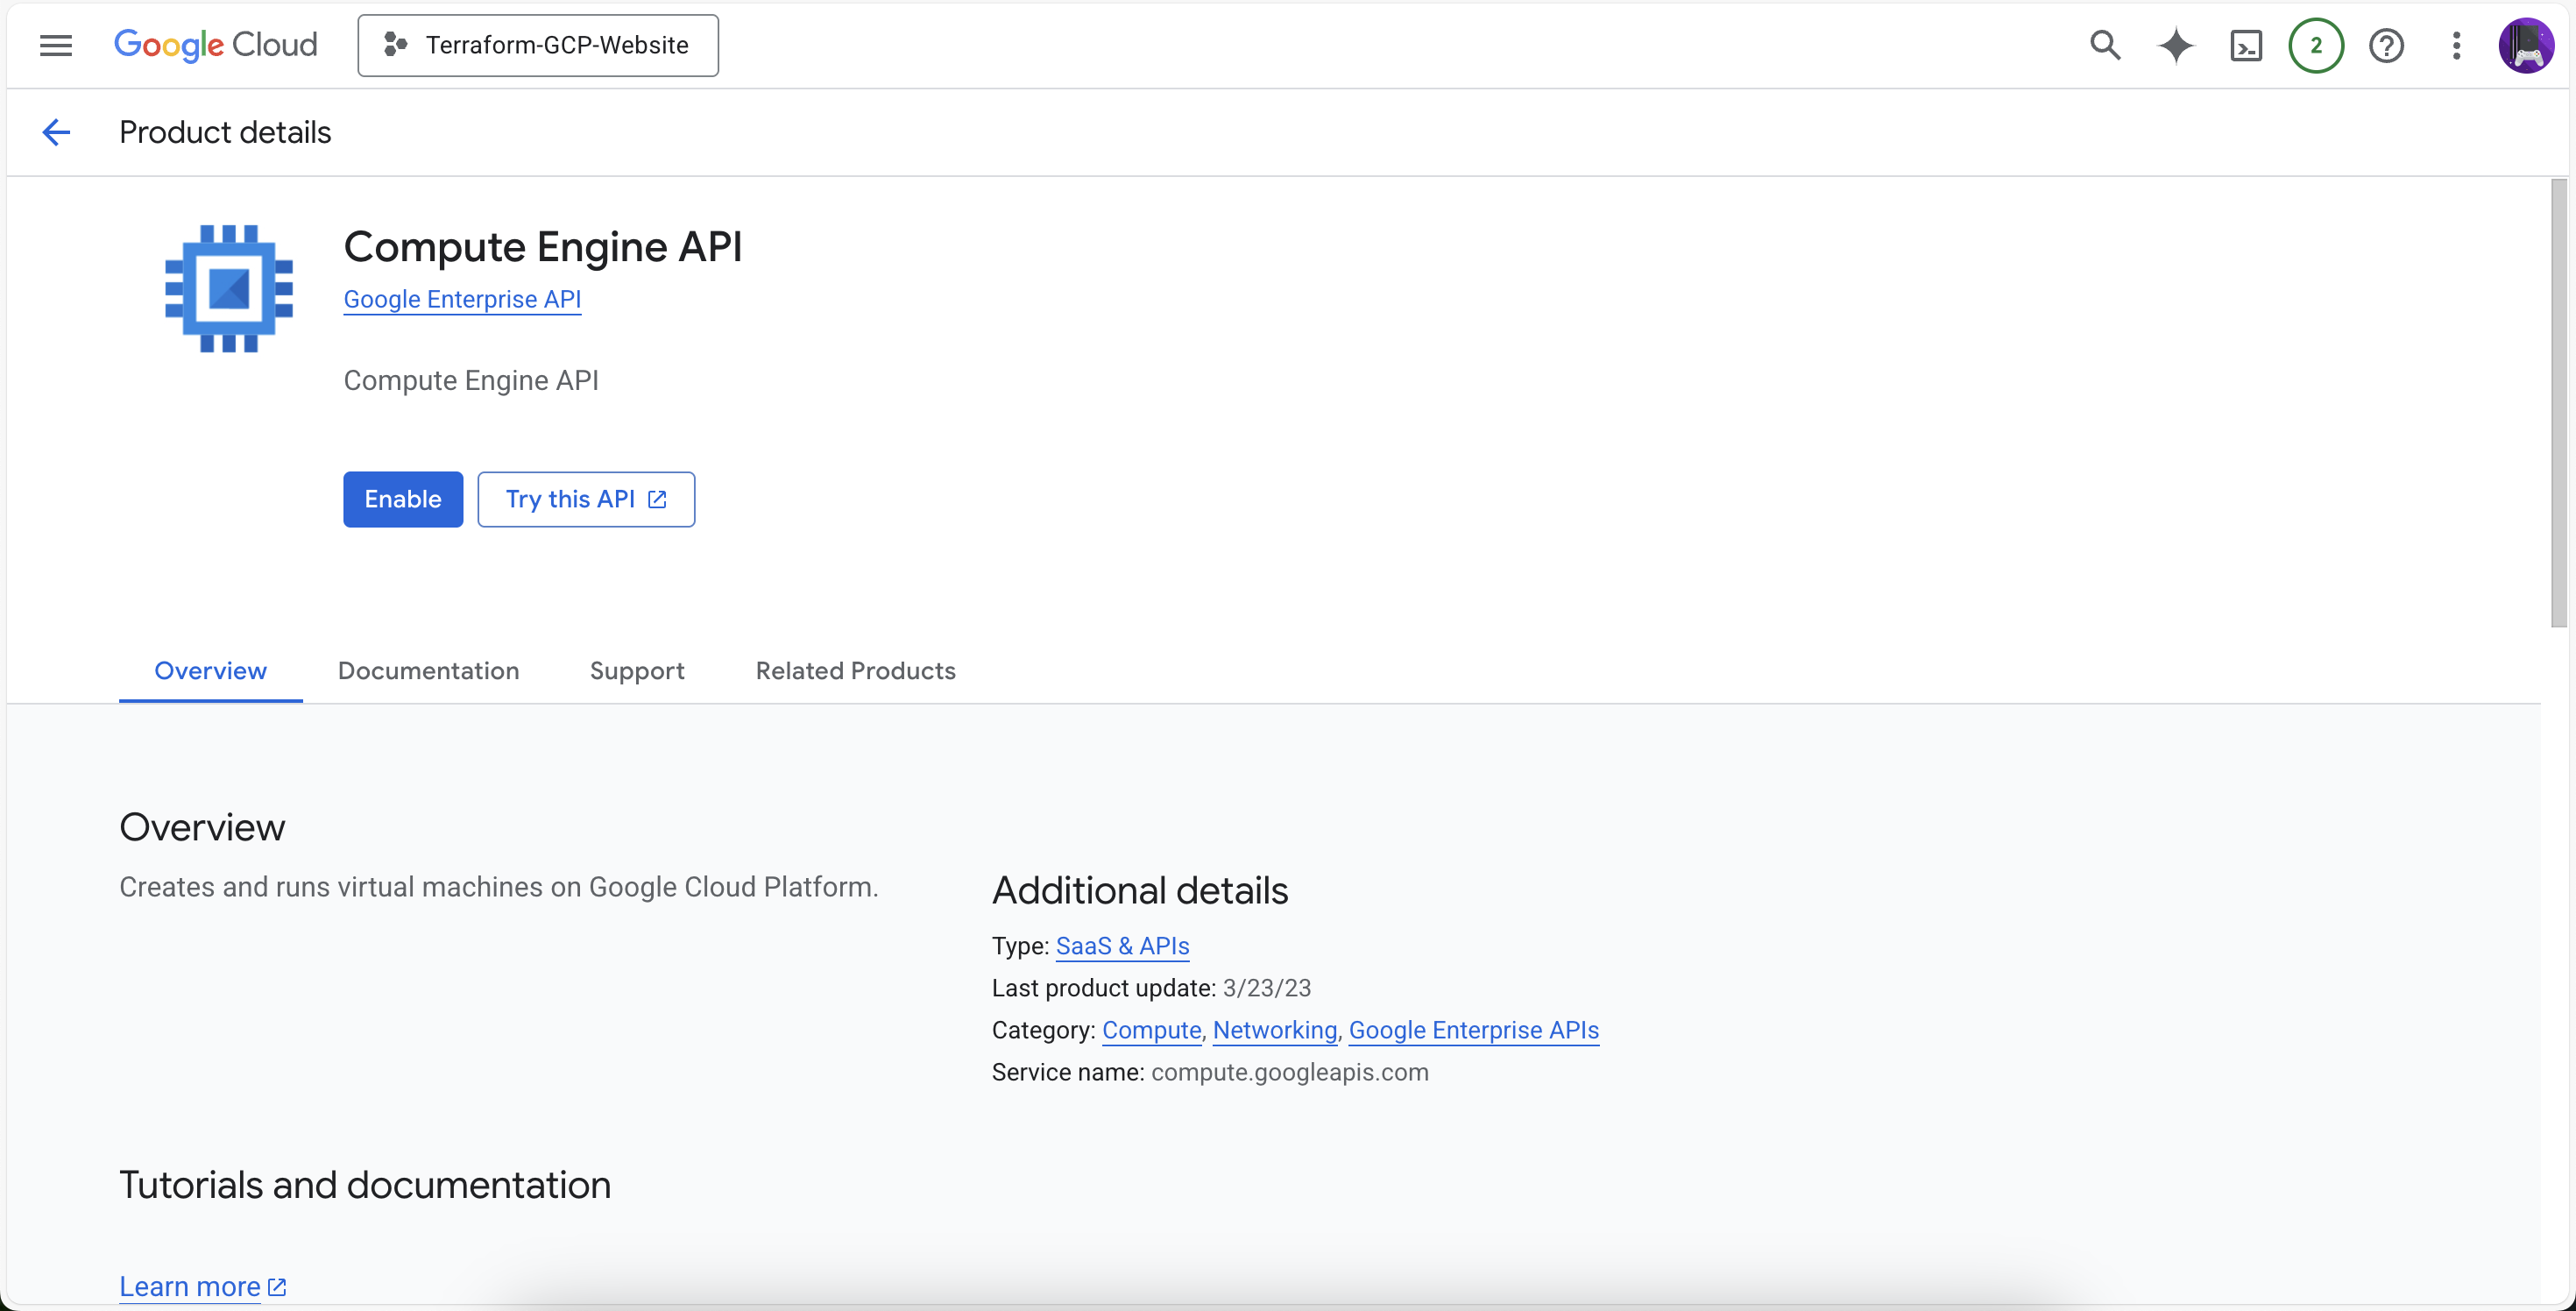 Google Cloud
Terraform-GCP-Website
2
Product details
Compute Engine API
Google Enterprise API
Compute Engine API
Enable
Try this API
Overview
Documentation
Support
Related Products
Overview
Creates and runs virtual machines on Google Cloud Platform.
Additional details
Type: SaaS & APIs
Last product update: 3/23/23
Category: Compute, Networking, Google Enterprise APIs
Service name: compute.googleapis.com
Tutorials and documentation
Learn more